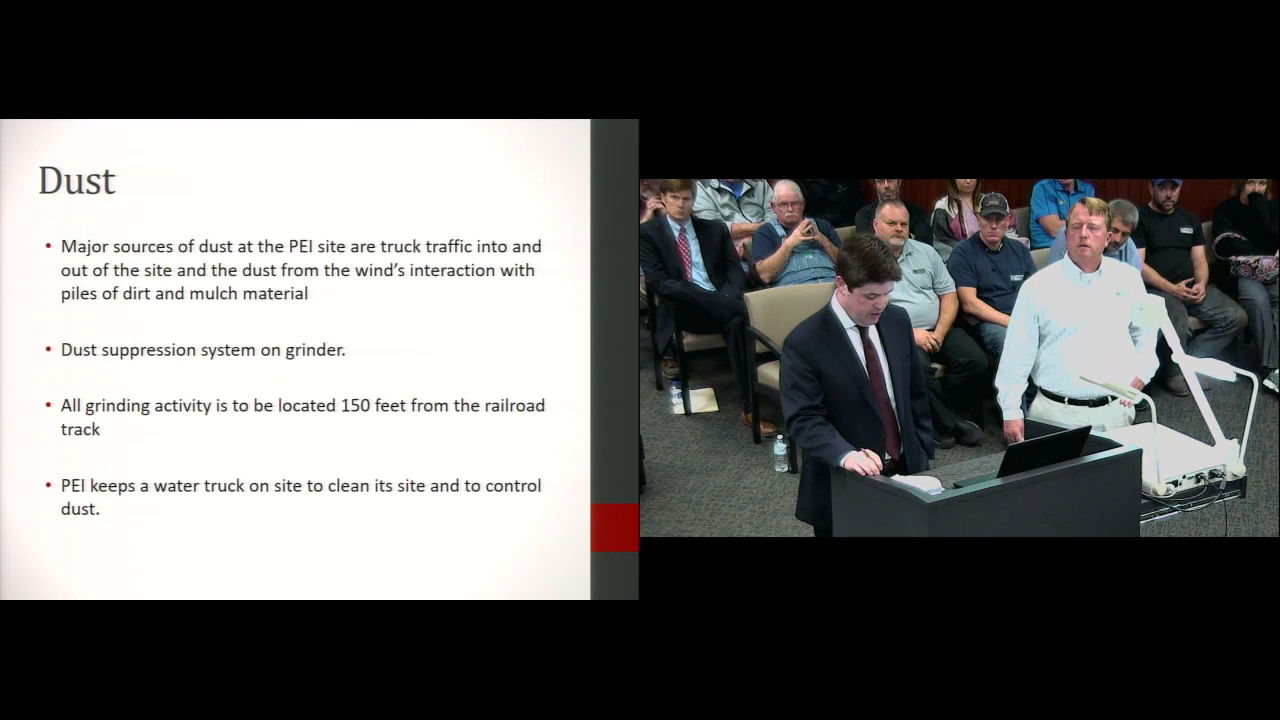 Dust
• Major sources of dust at the PEI site are truck traffic into and
out of the site and the dust from the wind's interaction with
piles of dirt and mulch material
• Dust suppression system on grinder.
• All grinding activity is to be located 150 feet from the railroad
track
• PEI keeps a water truck on site to clean its site and to control
dust.